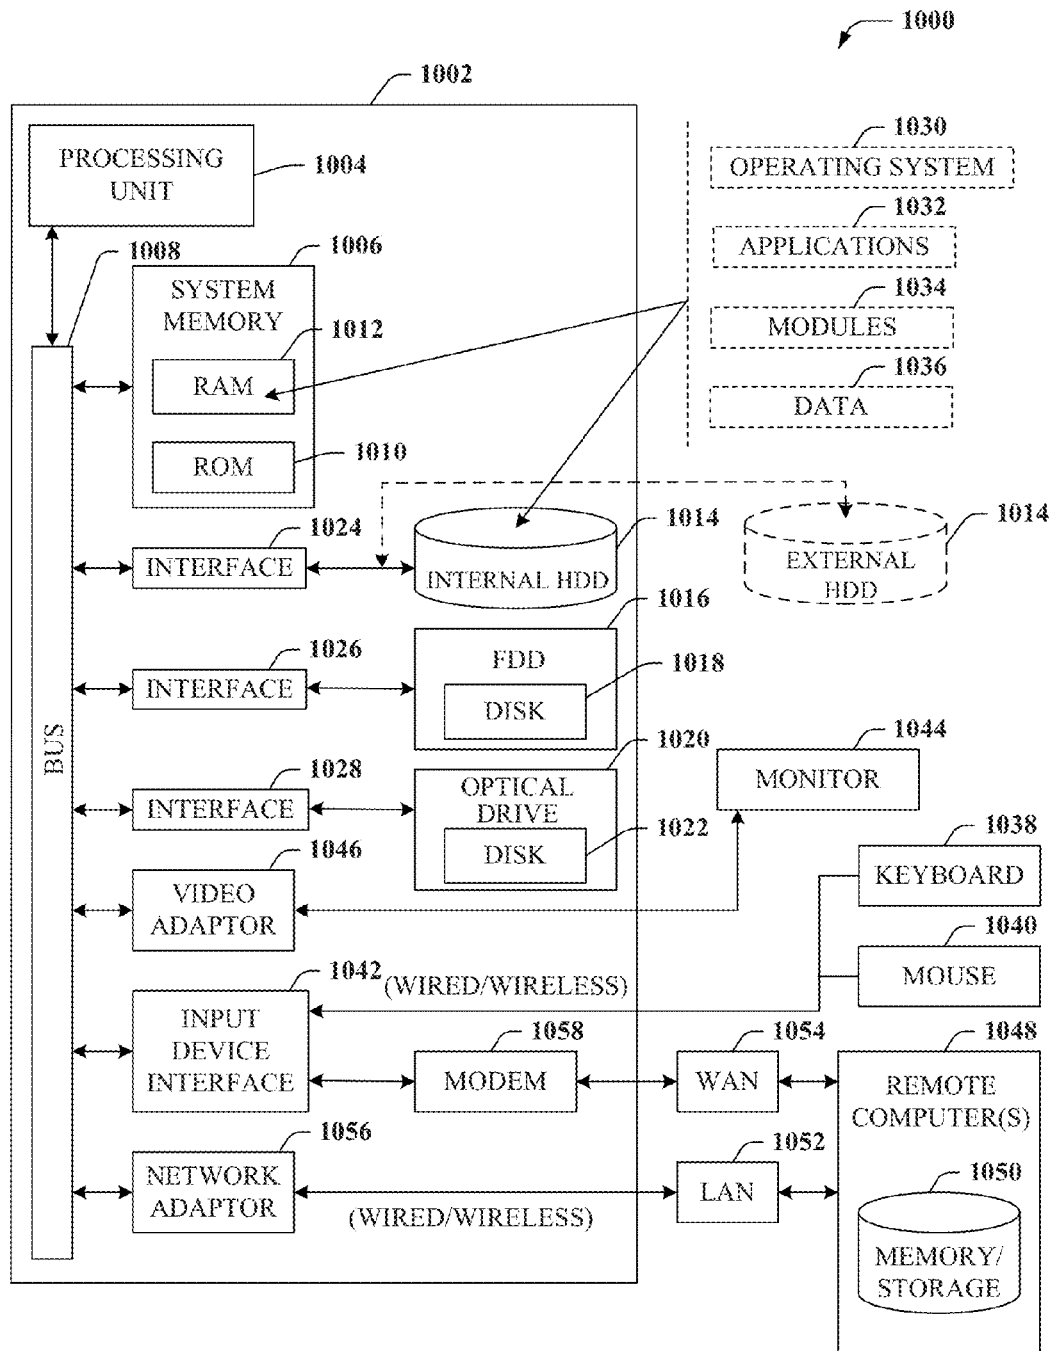 1000
1002
PROCESSING
UNIT
1004
1030
OPERATING SYSTEM
1032
APPLICATIONS
1034
MODULES
1036
DATA
1008
1006
SYSTEM
MEMORY
1012
RAM
1010
ROM
1024
INTERFACE
1014
INTERNAL HDD
1014
EXTERNAL
HDD
1016
FDD
1026
INTERFACE
1018
DISK
BUS
1020
OPTICAL
DRIVE
1028
INTERFACE
1022
DISK
1044
MONITOR
1046
VIDEO
ADAPTOR
1038
KEYBOARD
1040
MOUSE
1042
(WIRED/WIRELESS)
INPUT
DEVICE
INTERFACE
1058
MODEM
1054
WAN
1048
REMOTE
COMPUTER(S)
1056
NETWORK
ADAPTOR
(WIRED/WIRELESS)
1052
LAN
1050
MEMORY/
STORAGE